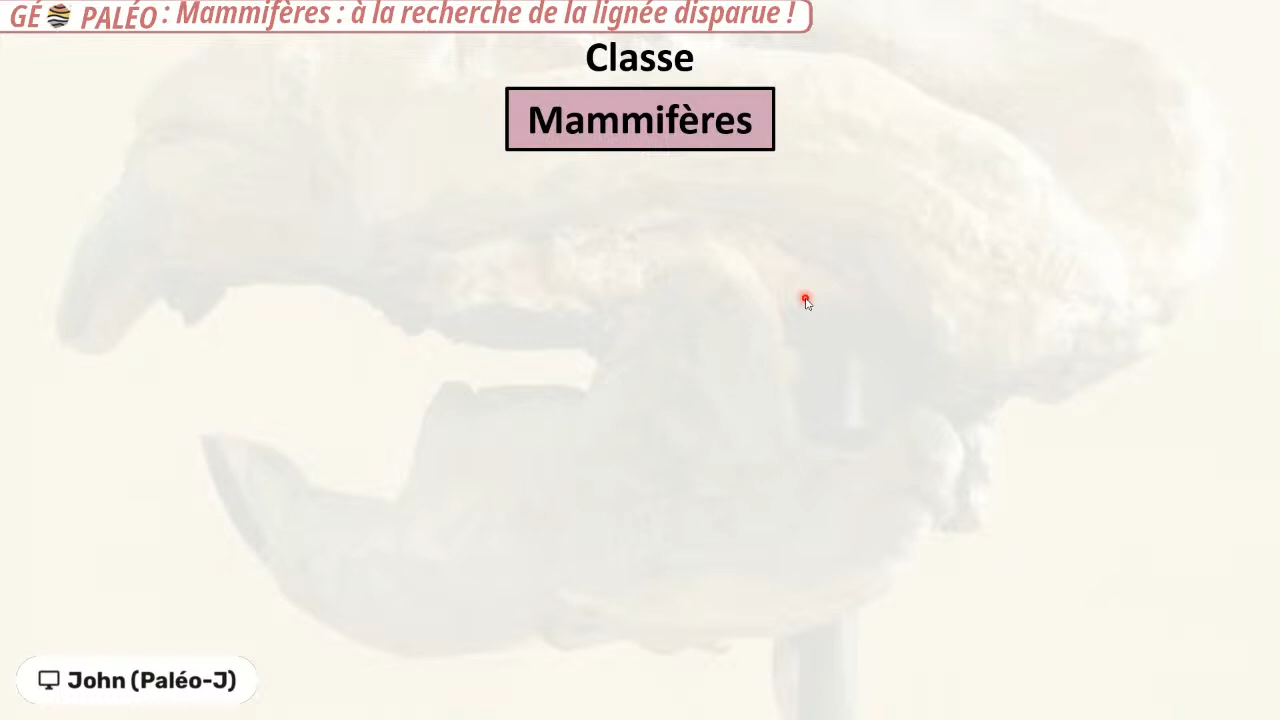 GÉ PALÉO : Mammifères : à la recherche de la lignée disparue !
Classe
Mammifères
John (Paléo-J)